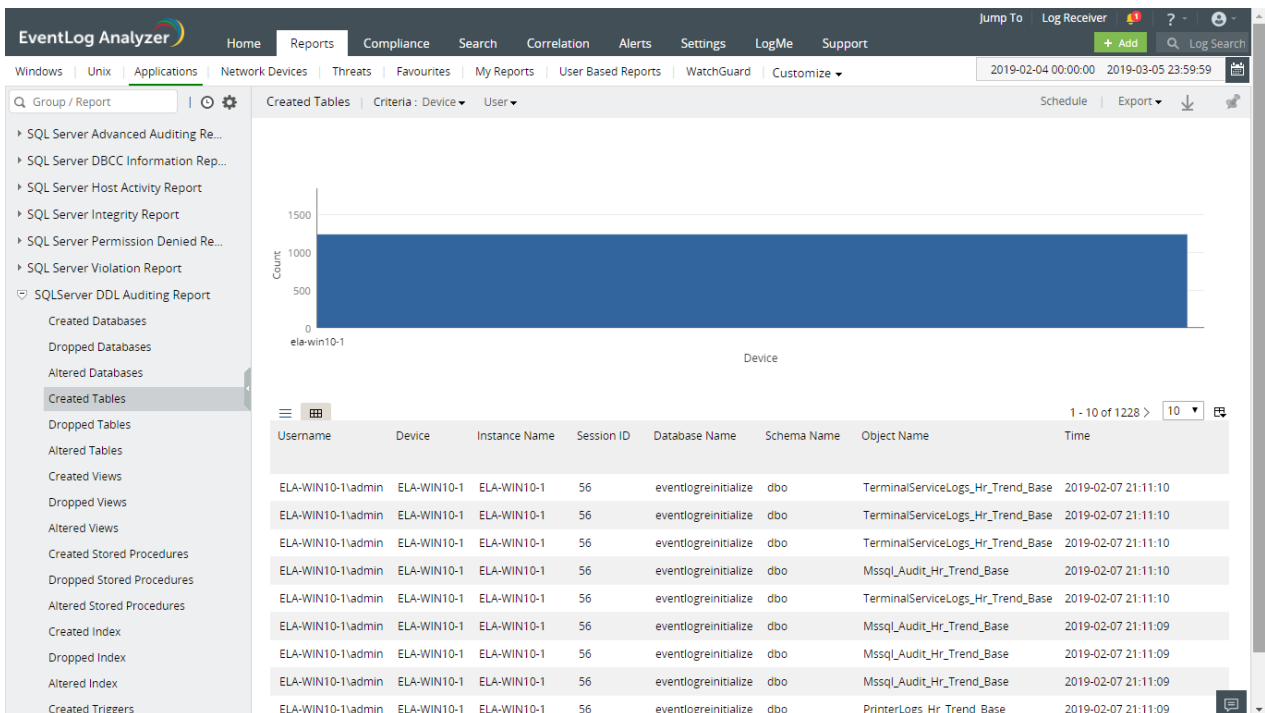 Jump To Log Receiver 1 ?
EventLog Analyzer
Home Reports Compliance Search Correlation Alerts Settings LogMe Support
+ Add Log Search
Windows Unix Applications Network Devices Threats Favourites My Reports User Based Reports WatchGuard Customize
2019-02-04 00:00:00 2019-03-05 23:59:59
Group / Report
Created Tables Criteria : Device User
Schedule Export
SQL Server Advanced Auditing Re...
SQL Server DBCC Information Rep...
SQL Server Host Activity Report
SQL Server Integrity Report
SQL Server Permission Denied Re...
SQL Server Violation Report
SQLServer DDL Auditing Report
Created Databases
Dropped Databases
Altered Databases
Created Tables
Dropped Tables
Altered Tables
Created Views
Dropped Views
Altered Views
Created Stored Procedures
Dropped Stored Procedures
Altered Stored Procedures
Created Index
Dropped Index
Altered Index
Created Triggers
1500
1000
500
0
Count
ela-win10-1
Device
1 - 10 of 1228 > 10
Username Device Instance Name Session ID Database Name Schema Name Object Name Time
ELA-WIN10-1\admin ELA-WIN10-1 ELA-WIN10-1 56 eventlogreinitialize dbo TerminalServiceLogs_Hr_Trend_Base 2019-02-07 21:11:10
ELA-WIN10-1\admin ELA-WIN10-1 ELA-WIN10-1 56 eventlogreinitialize dbo TerminalServiceLogs_Hr_Trend_Base 2019-02-07 21:11:10
ELA-WIN10-1\admin ELA-WIN10-1 ELA-WIN10-1 56 eventlogreinitialize dbo TerminalServiceLogs_Hr_Trend_Base 2019-02-07 21:11:10
ELA-WIN10-1\admin ELA-WIN10-1 ELA-WIN10-1 56 eventlogreinitialize dbo Mssql_Audit_Hr_Trend_Base 2019-02-07 21:11:10
ELA-WIN10-1\admin ELA-WIN10-1 ELA-WIN10-1 56 eventlogreinitialize dbo TerminalServiceLogs_Hr_Trend_Base 2019-02-07 21:11:10
ELA-WIN10-1\admin ELA-WIN10-1 ELA-WIN10-1 56 eventlogreinitialize dbo Mssql_Audit_Hr_Trend_Base 2019-02-07 21:11:09
ELA-WIN10-1\admin ELA-WIN10-1 ELA-WIN10-1 56 eventlogreinitialize dbo Mssql_Audit_Hr_Trend_Base 2019-02-07 21:11:09
ELA-WIN10-1\admin ELA-WIN10-1 ELA-WIN10-1 56 eventlogreinitialize dbo Mssql_Audit_Hr_Trend_Base 2019-02-07 21:11:09
ELA-WIN10-1\admin ELA-WIN10-1 ELA-WIN10-1 56 eventlogreinitialize dbo PrinterLogs_Hr_Trend_Base 2019-02-07 21:11:09